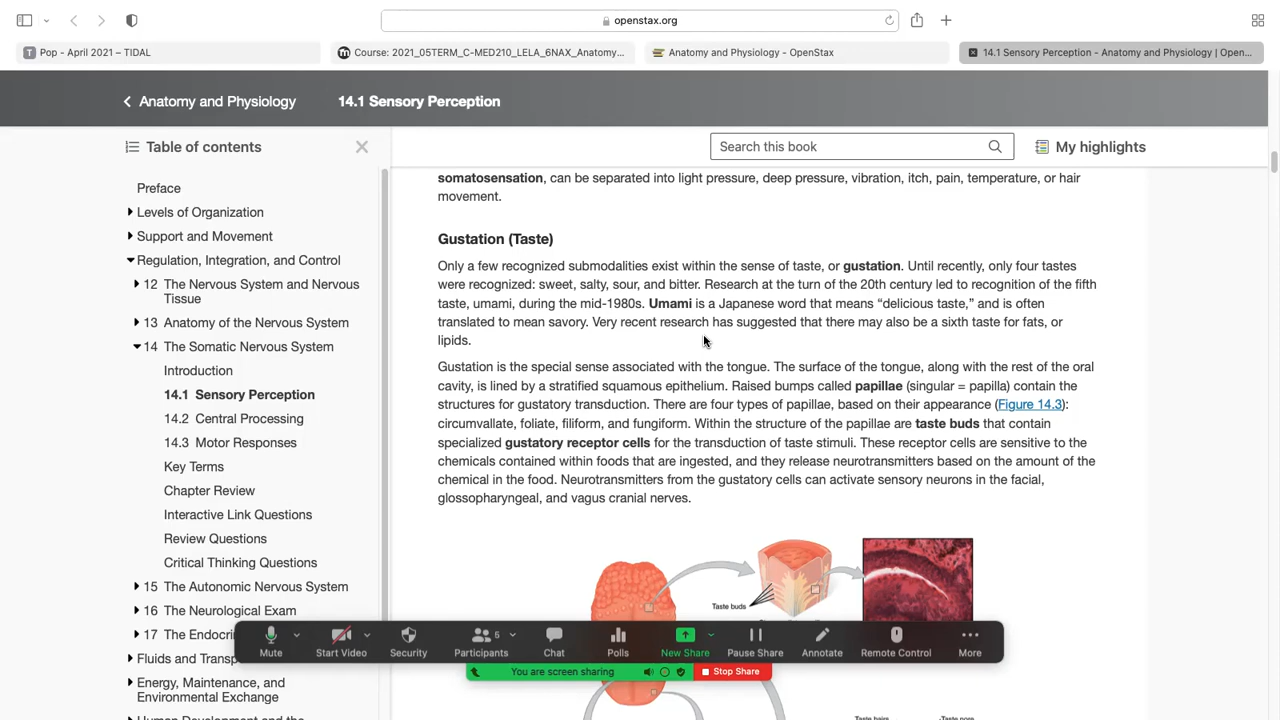 openstax.org
T Pop - April 2021 – TIDAL
m Course: 2021_05TERM_C-MED210_LELA_6NAX_Anatomy...
Anatomy and Physiology - OpenStax
14.1 Sensory Perception - Anatomy and Physiology | Open...
Anatomy and Physiology
14.1 Sensory Perception
Table of contents
Search this book
My highlights
Preface
Levels of Organization
Support and Movement
Regulation, Integration, and Control
12 The Nervous System and Nervous
Tissue
13 Anatomy of the Nervous System
14 The Somatic Nervous System
Introduction
14.1 Sensory Perception
14.2 Central Processing
14.3 Motor Responses
Key Terms
Chapter Review
Interactive Link Questions
Review Questions
Critical Thinking Questions
15 The Autonomic Nervous System
16 The Neurological Exam
17 The Endocri
Fluids and Transp
Energy, Maintenance, and
Environmental Exchange
somatosensation, can be separated into light pressure, deep pressure, vibration, itch, pain, temperature, or hair
movement.
Gustation (Taste)
Only a few recognized submodalities exist within the sense of taste, or gustation. Until recently, only four tastes
were recognized: sweet, salty, sour, and bitter. Research at the turn of the 20th century led to recognition of the fifth
taste, umami, during the mid-1980s. Umami is a Japanese word that means “delicious taste,” and is often
translated to mean savory. Very recent research has suggested that there may also be a sixth taste for fats, or
lipids.
Gustation is the special sense associated with the tongue. The surface of the tongue, along with the rest of the oral
cavity, is lined by a stratified squamous epithelium. Raised bumps called papillae (singular = papilla) contain the
structures for gustatory transduction. There are four types of papillae, based on their appearance (Figure 14.3):
circumvallate, foliate, filiform, and fungiform. Within the structure of the papillae are taste buds that contain
specialized gustatory receptor cells for the transduction of taste stimuli. These receptor cells are sensitive to the
chemicals contained within foods that are ingested, and they release neurotransmitters based on the amount of the
chemical in the food. Neurotransmitters from the gustatory cells can activate sensory neurons in the facial,
glossopharyngeal, and vagus cranial nerves.
Taste buds
Mute
Start Video
Security
5
Participants
Chat
Polls
New Share
Pause Share
Annotate
Remote Control
More
You are screen sharing
Stop Share